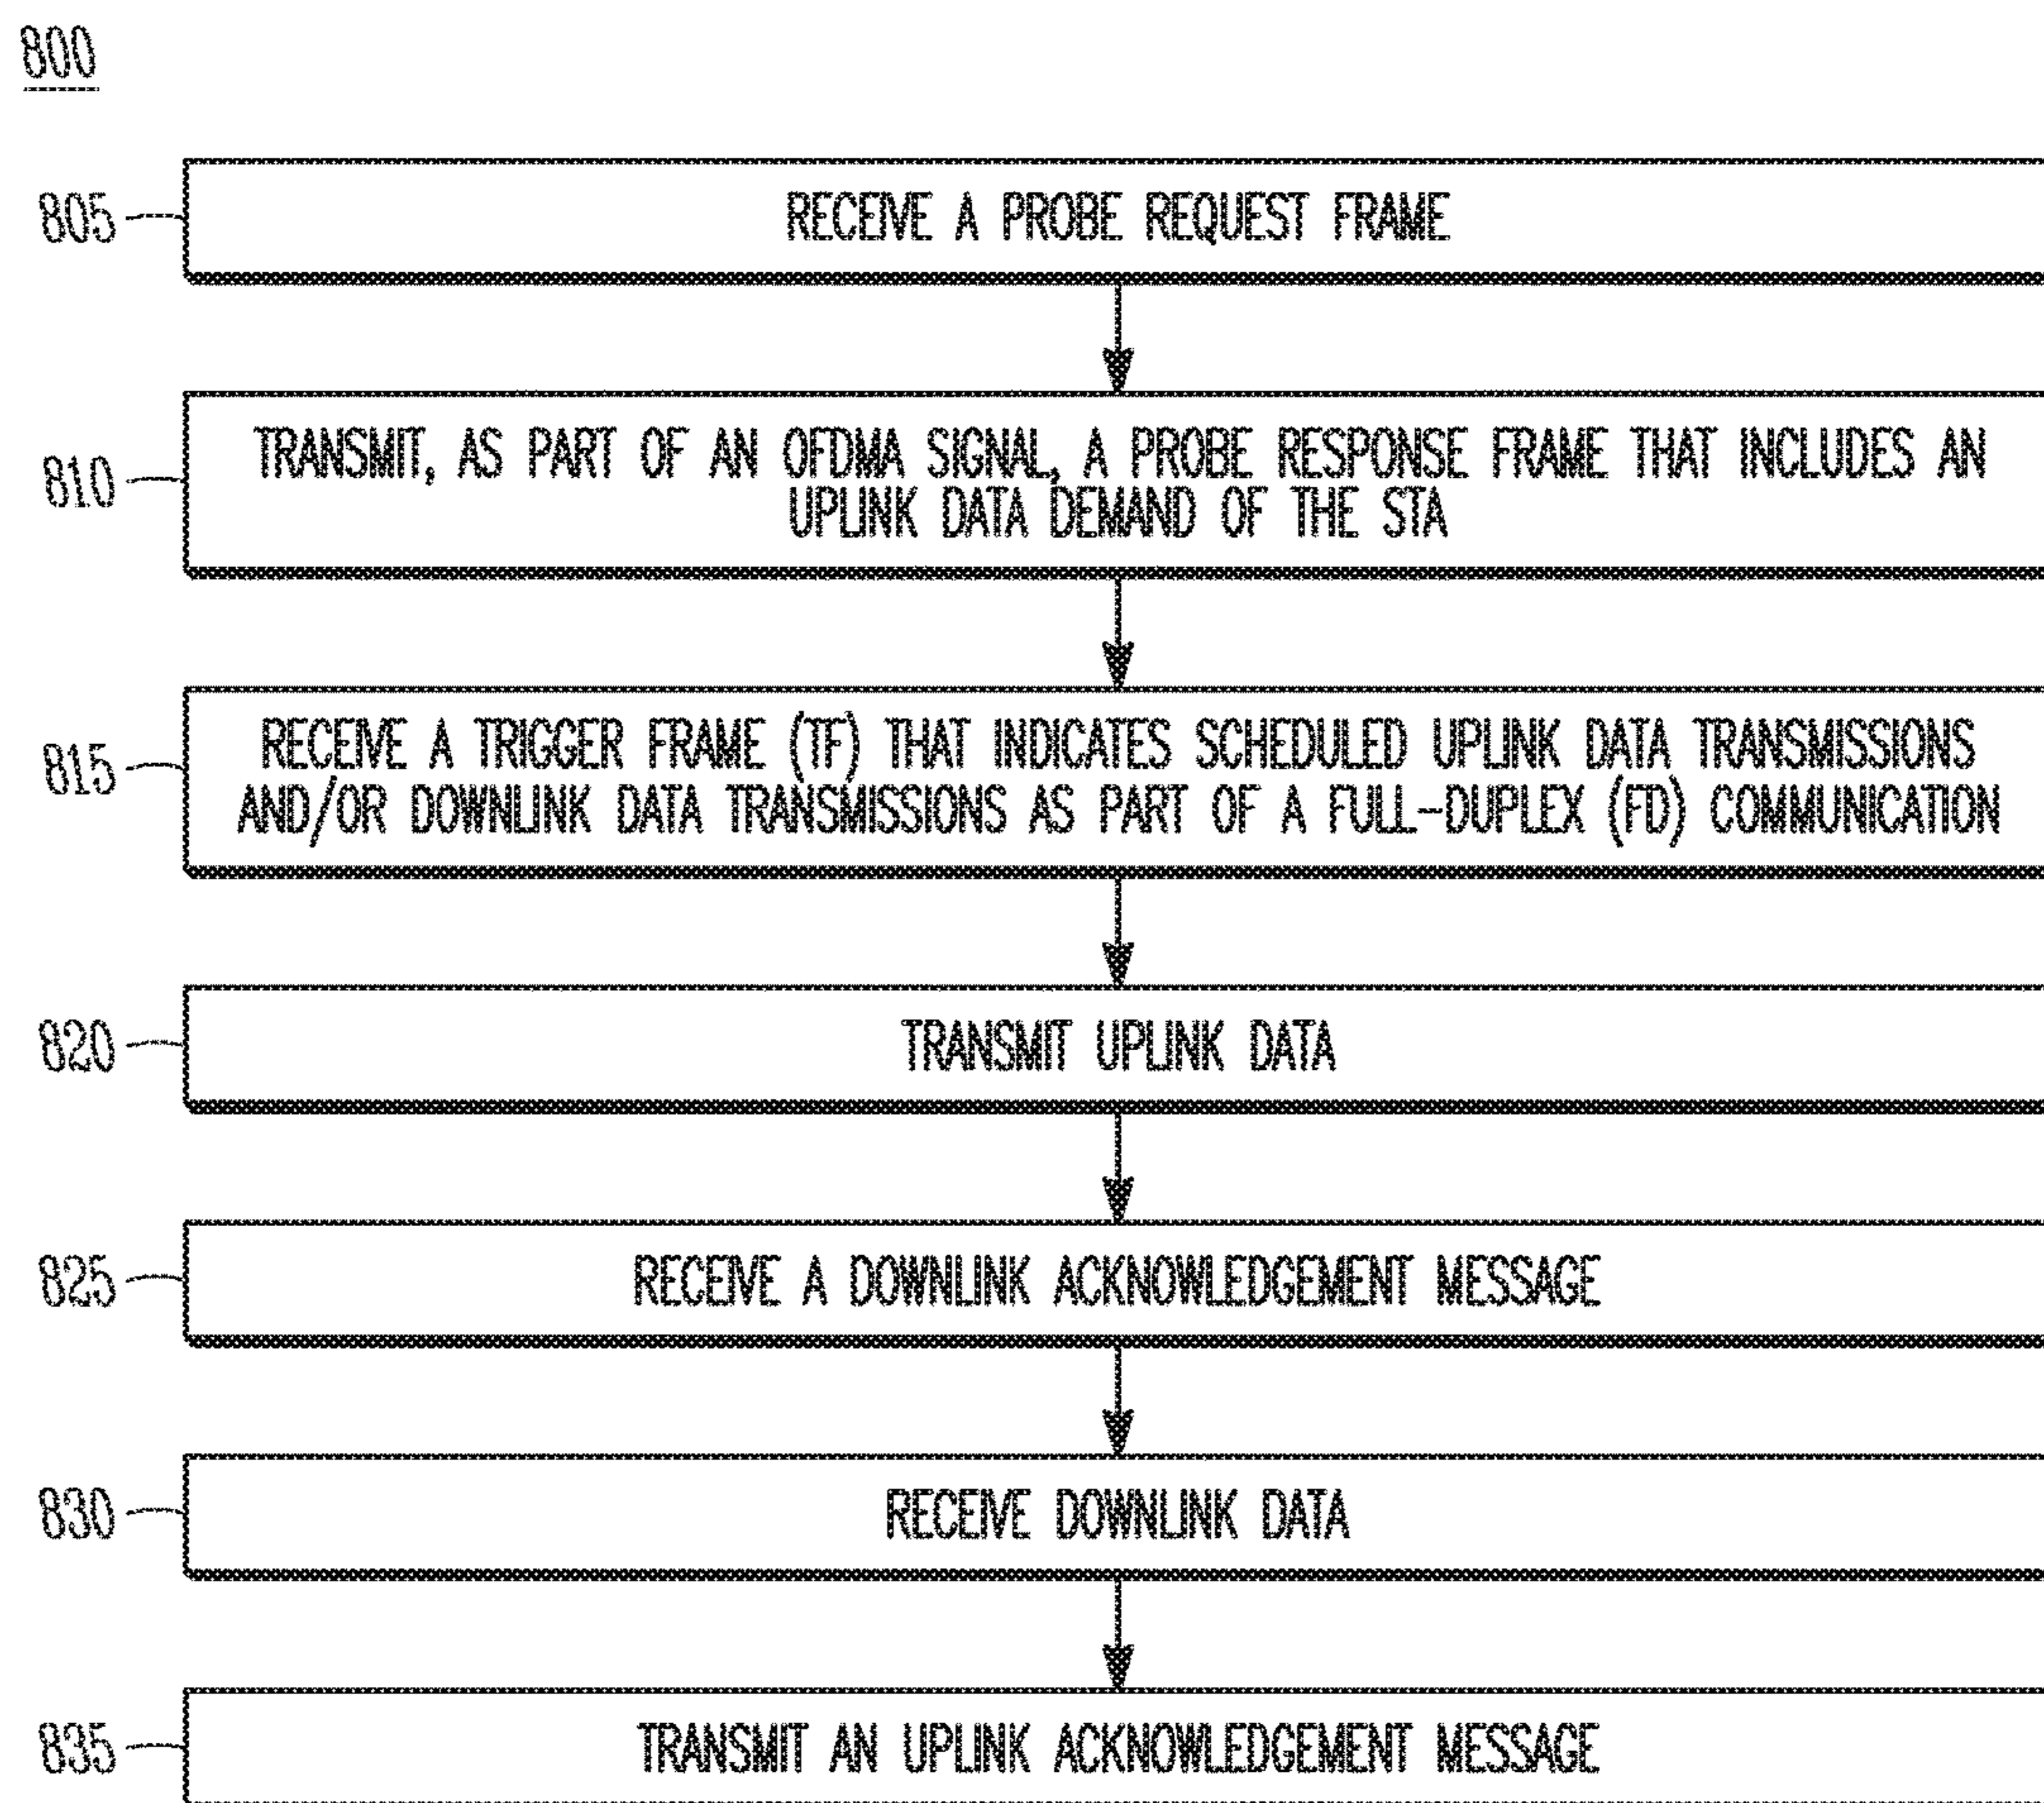 800
805
RECEIVE A PROBE REQUEST FRAME
810
TRANSMIT, AS PART OF AN OFDMA SIGNAL, A PROBE RESPONSE FRAME THAT INCLUDES AN
UPLINK DATA DEMAND OF THE STA
815
RECEIVE A TRIGGER FRAME (TF) THAT INDICATES SCHEDULED UPLINK DATA TRANSMISSIONS
AND/OR DOWNLINK DATA TRANSMISSIONS AS PART OF A FULL-DUPLEX (FD) COMMUNICATION
820
TRANSMIT UPLINK DATA
825
RECEIVE A DOWNLINK ACKNOWLEDGEMENT MESSAGE
830
RECEIVE DOWNLINK DATA
835
TRANSMIT AN UPLINK ACKNOWLEDGEMENT MESSAGE